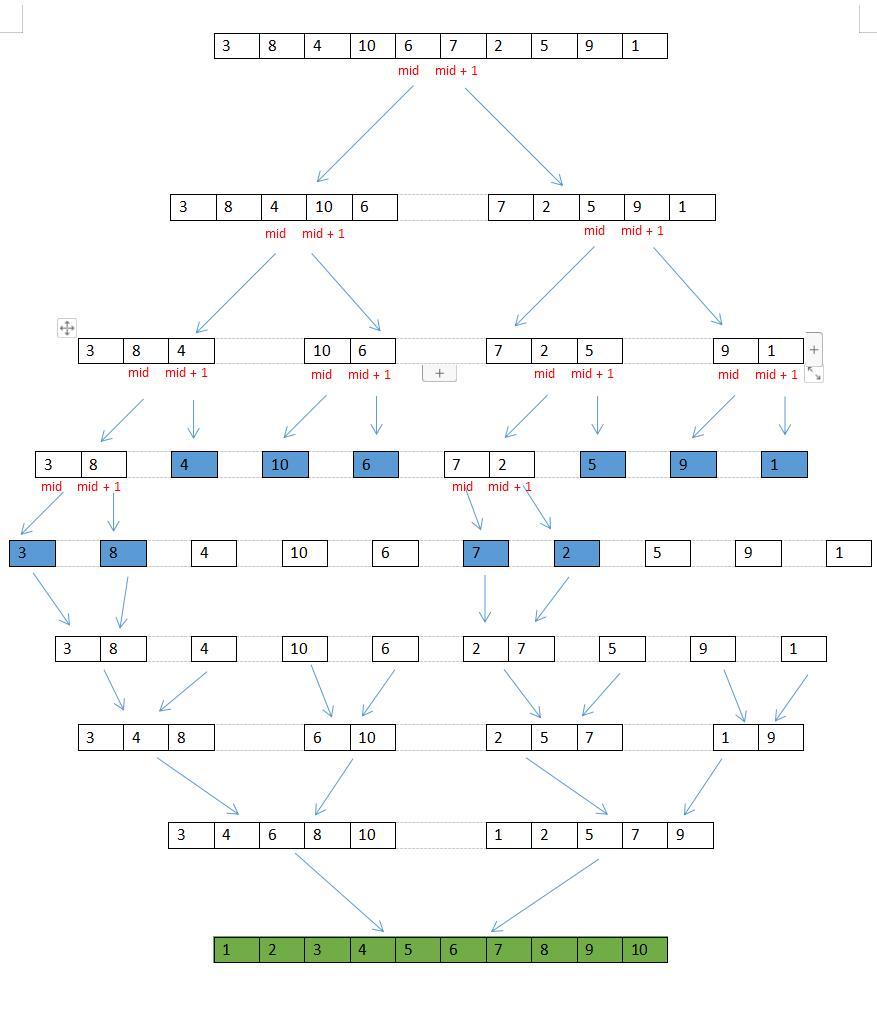 3 8 4 10 6 7 2 5 9 1
mid mid + 1
3 8 4 10 6 7 2 5 9 1
mid mid + 1 mid mid + 1
3 8 4 10 6 7 2 5 9 1 +
mid mid + 1 mid mid + 1 + mid mid + 1 mid mid + 1
3 8 4 10 6 7 2 5 9 1
mid mid + 1 mid mid + 1
3 8 4 10 6 7 2 5 9 1
3 8 4 10 6 2 7 5 9 1
3 4 8 6 10 2 5 7 1 9
3 4 6 8 10 1 2 5 7 9
1 2 3 4 5 6 7 8 9 10